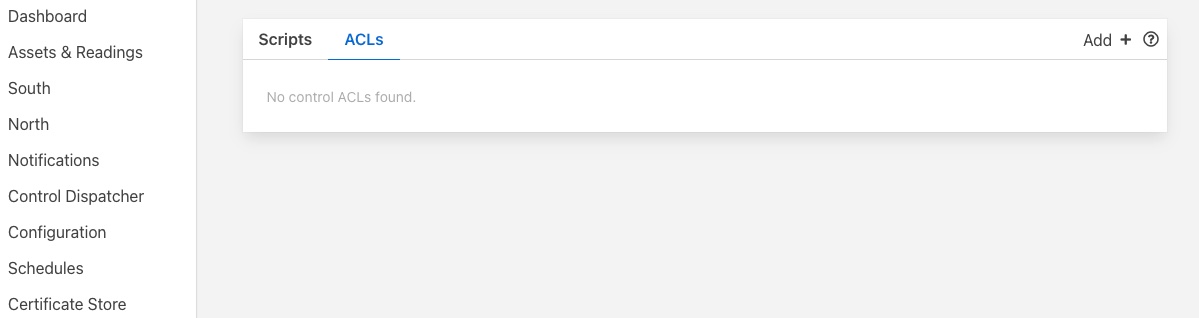 Dashboard
Assets & Readings
South
North
Notifications
Control Dispatcher
Configuration
Schedules
Certificate Store
Scripts ACLs Add +
No control ACLs found.